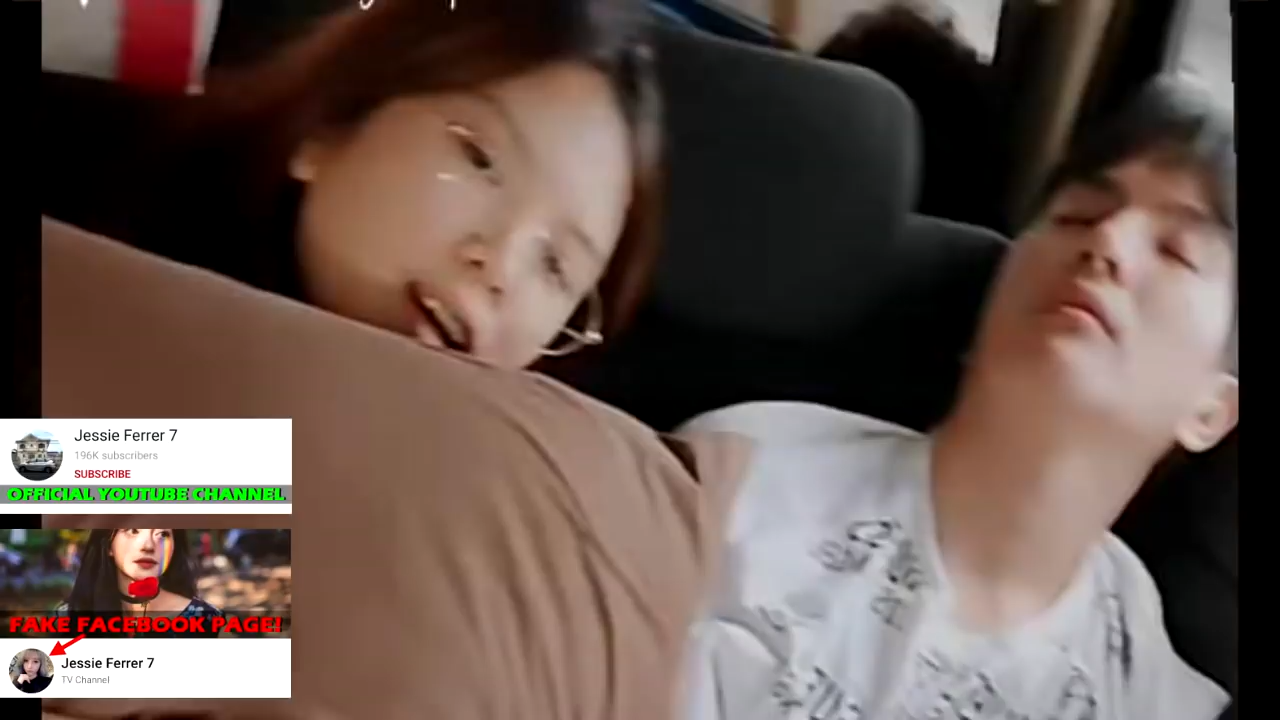 Jessie Ferrer 7
196K subscribers
SUBSCRIBE
OFFICIAL YOUTUBE CHANNEL
FAKE FACEBOOK PAGE!
Jessie Ferrer 7
TV Channel